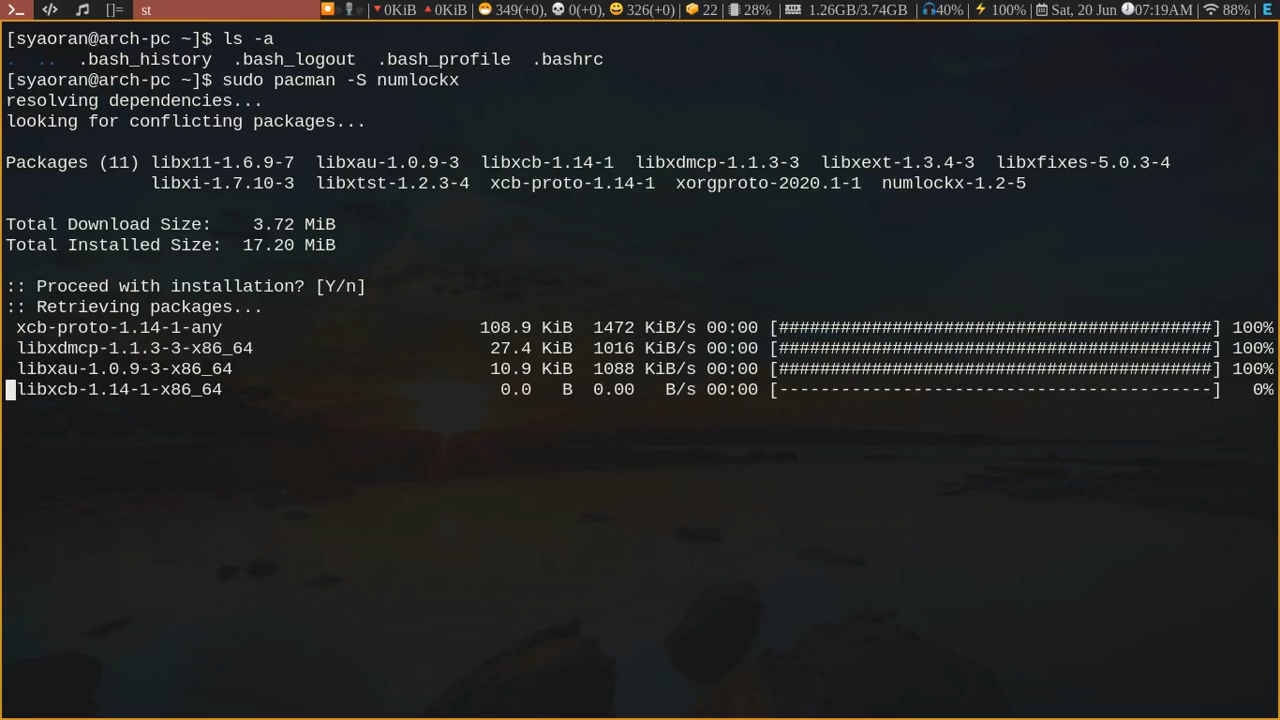 []= st 0KiB 0KiB | 349(+0), 0(+0), 326(+0) | 22 | 28% | 1.26GB/3.74GB | 40% | 100% | Sat, 20 Jun 07:19AM | 88% | E
[syaoran@arch-pc ~]$ ls -a
.  ..  .bash_history  .bash_logout  .bash_profile  .bashrc
[syaoran@arch-pc ~]$ sudo pacman -S numlockx
resolving dependencies...
looking for conflicting packages...
Packages (11) libx11-1.6.9-7  libxau-1.0.9-3  libxcb-1.14-1  libxdmcp-1.1.3-3  libxext-1.3.4-3  libxfixes-5.0.3-4
libxi-1.7.10-3  libxtst-1.2.3-4  xcb-proto-1.14-1  xorgproto-2020.1-1  numlockx-1.2-5
Total Download Size:    3.72 MiB
Total Installed Size:  17.20 MiB
:: Proceed with installation? [Y/n]
:: Retrieving packages...
xcb-proto-1.14-1-any 108.9 KiB  1472 KiB/s 00:00 [##########################################] 100%
libxdmcp-1.1.3-3-x86_64 27.4 KiB  1016 KiB/s 00:00 [##########################################] 100%
libxau-1.0.9-3-x86_64 10.9 KiB  1088 KiB/s 00:00 [##########################################] 100%
libxcb-1.14-1-x86_64 0.0   B  0.00   B/s 00:00 [------------------------------------------]   0%